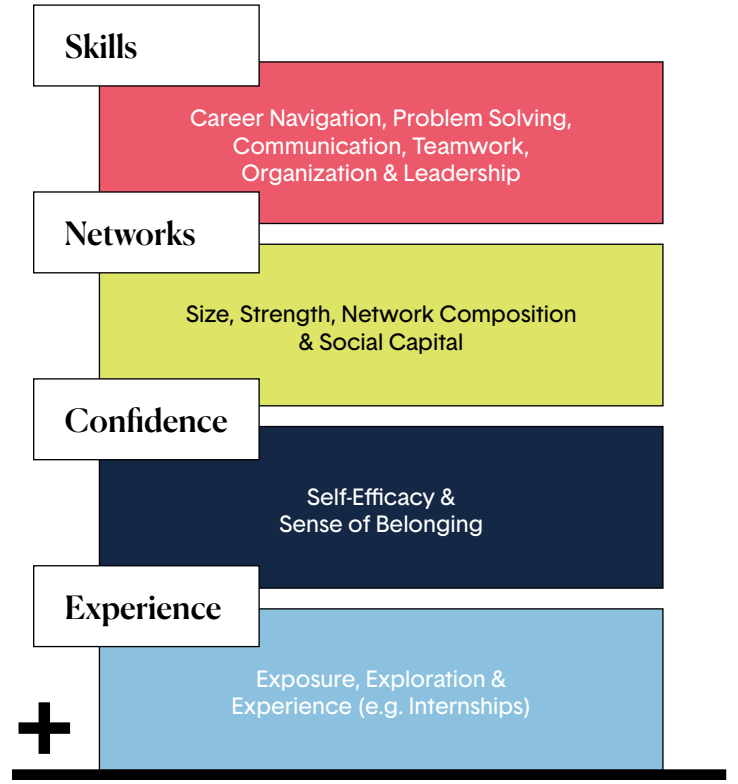 Skills
Career Navigation, Problem Solving,
Communication, Teamwork,
Organization & Leadership
Networks
Size, Strength, Network Composition
& Social Capital
Confidence
Self-Efficacy &
Sense of Belonging
Experience
Exposure, Exploration &
Experience (e.g. Internships)
+